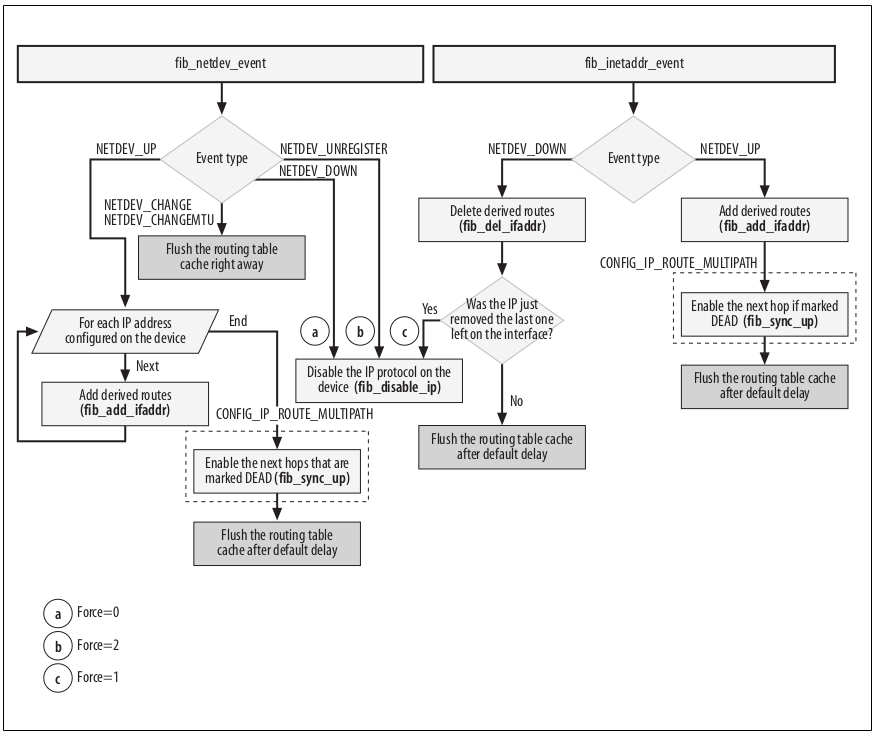 fib_netdev_event
fib_inetaddr_event
NETDEV_UP
Event type
NETDEV_UNREGISTER
NETDEV_DOWN
NETDEV_CHANGE
NETDEV_CHANGEMTU
Flush the routing table
cache right away
For each IP address
configured on the device
End
Next
Add derived routes
(fib_add_ifaddr)
CONFIG_IP_ROUTE_MULTIPATH
Enable the next hops that are
marked DEAD (fib_sync_up)
Flush the routing table
cache after default delay
a
b
c
Disable the IP protocol on the
device (fib_disable_ip)
NETDEV_DOWN
Event type
NETDEV_UP
Delete derived routes
(fib_del_ifaddr)
Yes
Was the IP just
removed the last one
left on the interface?
No
Flush the routing table cache
after default delay
Add derived routes
(fib_add_ifaddr)
CONFIG_IP_ROUTE_MULTIPATH
Enable the next hop if marked
DEAD (fib_sync_up)
Flush the routing table cache
after default delay
a Force=0
b Force=2
c Force=1